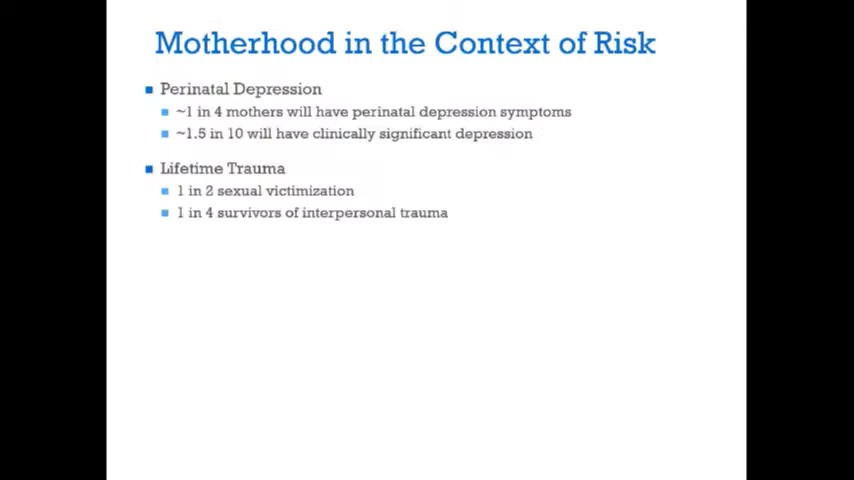 Motherhood in the Context of Risk
Perinatal Depression
~1 in 4 mothers will have perinatal depression symptoms
~1.5 in 10 will have clinically significant depression
Lifetime Trauma
1 in 2 sexual victimization
1 in 4 survivors of interpersonal trauma